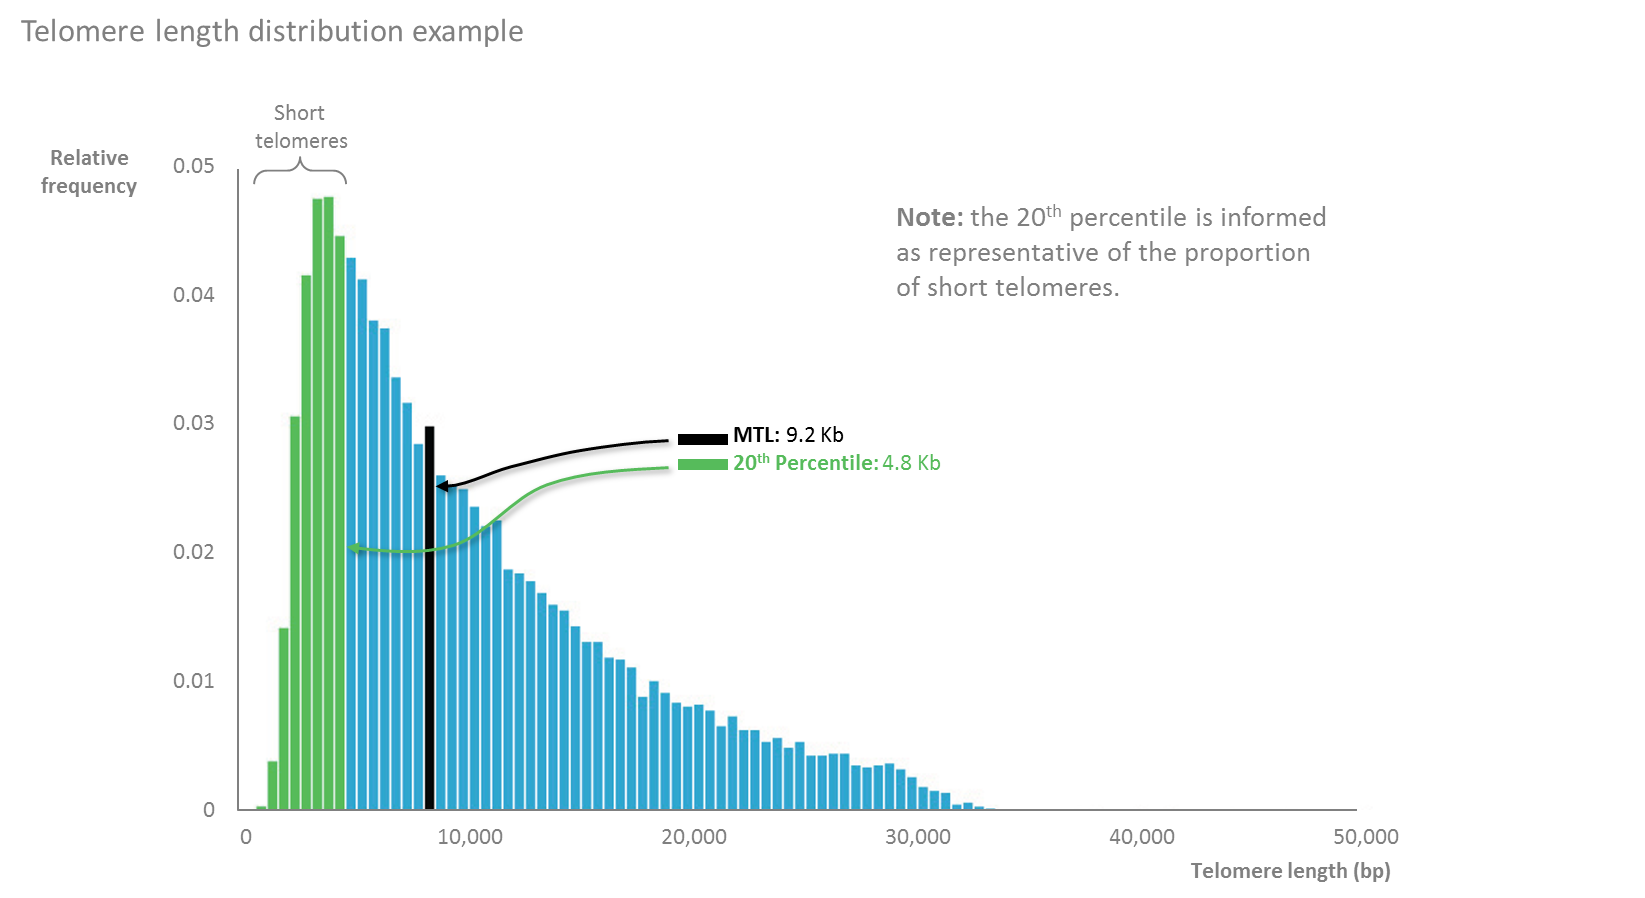 Telomere length distribution example
Short
telomeres
Relative
frequency
0.05
0.04
0.03
0.02
0.01
0
Note: the 20th percentile is informed
as representative of the proportion
of short telomeres.
MTL: 9.2 Kb
20th Percentile: 4.8 Kb
0 10,000 20,000 30,000 40,000 50,000
Telomere length (bp)